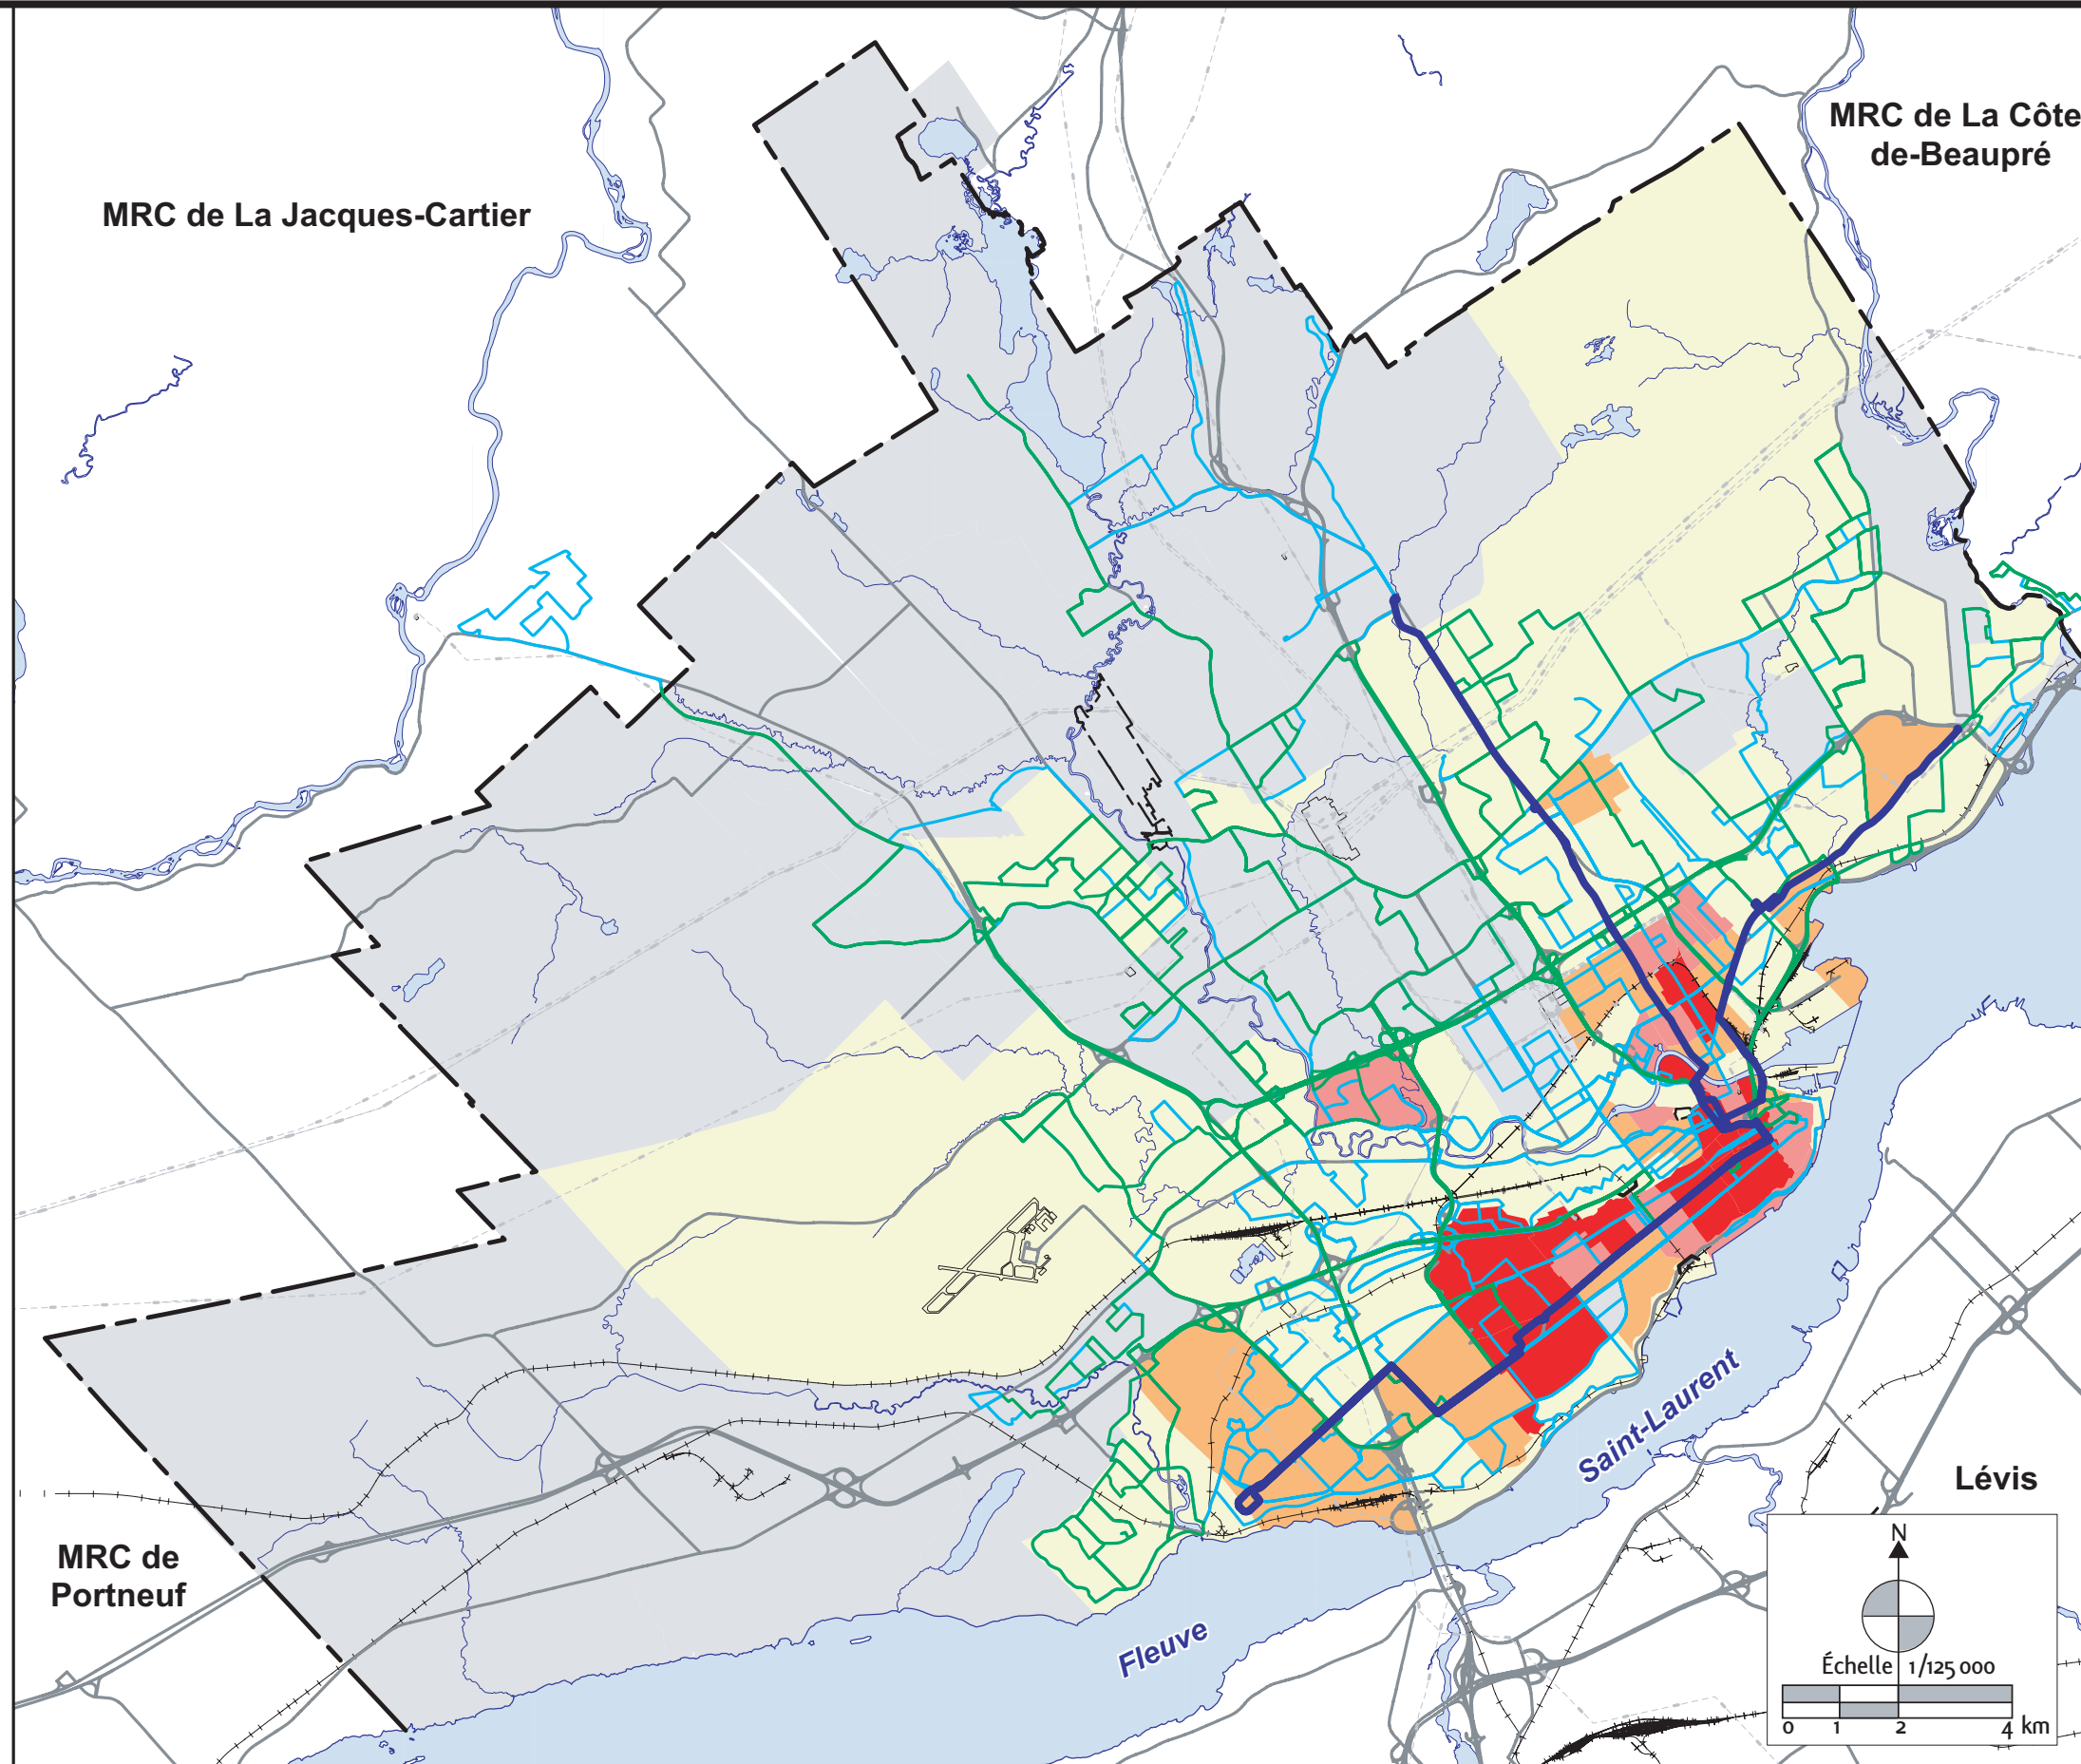 MRC de La Côte
de-Beaupré
MRC de La Jacques-Cartier
Saint-Laurent
Lévis
MRC de
Portneuf
Fleuve
N
Échelle 1/125 000
0 1 2 4 km